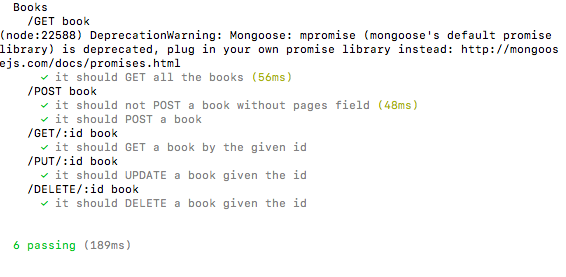 Books
/GET book
(node:22588) DeprecationWarning: Mongoose: mpromise (mongoose's default promise
library) is deprecated, plug in your own promise library instead: http://mongoos
ejs.com/docs/promises.html
✓ it should GET all the books (56ms)
/POST book
✓ it should not POST a book without pages field (48ms)
✓ it should POST a book
/GET/:id book
✓ it should GET a book by the given id
/PUT/:id book
✓ it should UPDATE a book given the id
/DELETE/:id book
✓ it should DELETE a book given the id
6 passing (189ms)